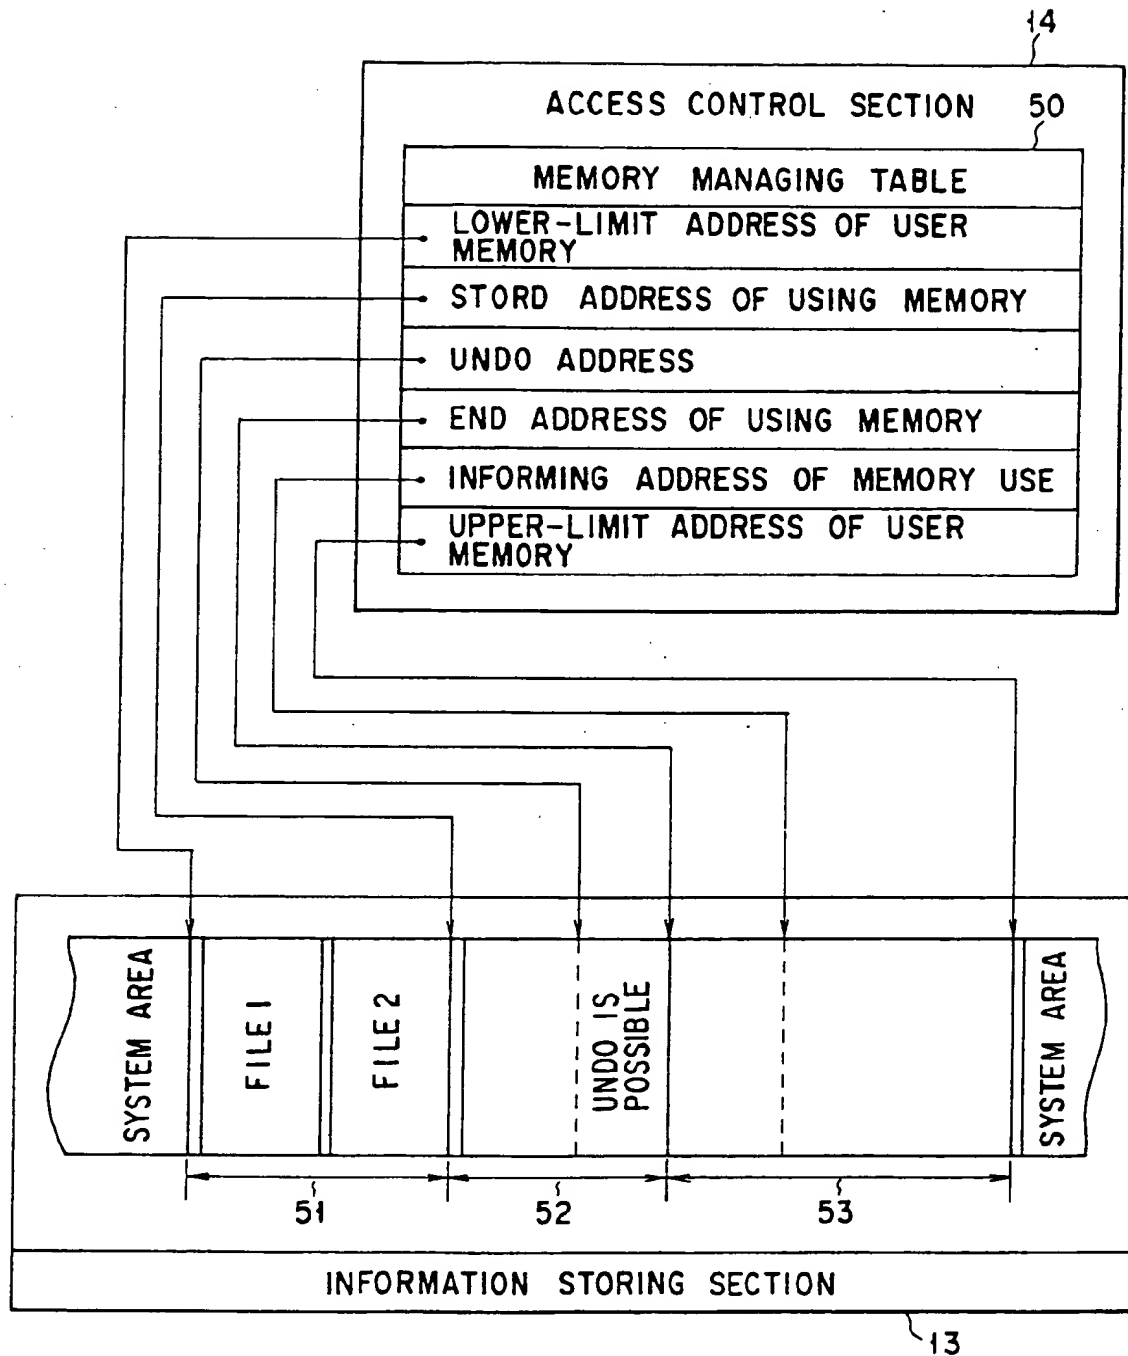 14
ACCESS CONTROL SECTION 50
MEMORY MANAGING TABLE
LOWER-LIMIT ADDRESS OF USER
MEMORY
STORD ADDRESS OF USING MEMORY
UNDO ADDRESS
END ADDRESS OF USING MEMORY
INFORMING ADDRESS OF MEMORY USE
UPPER-LIMIT ADDRESS OF USER
MEMORY
SYSTEM AREA
FILE 1
FILE 2
UNDO IS
POSSIBLE
SYSTEM AREA
51
52
53
INFORMATION STORING SECTION
13